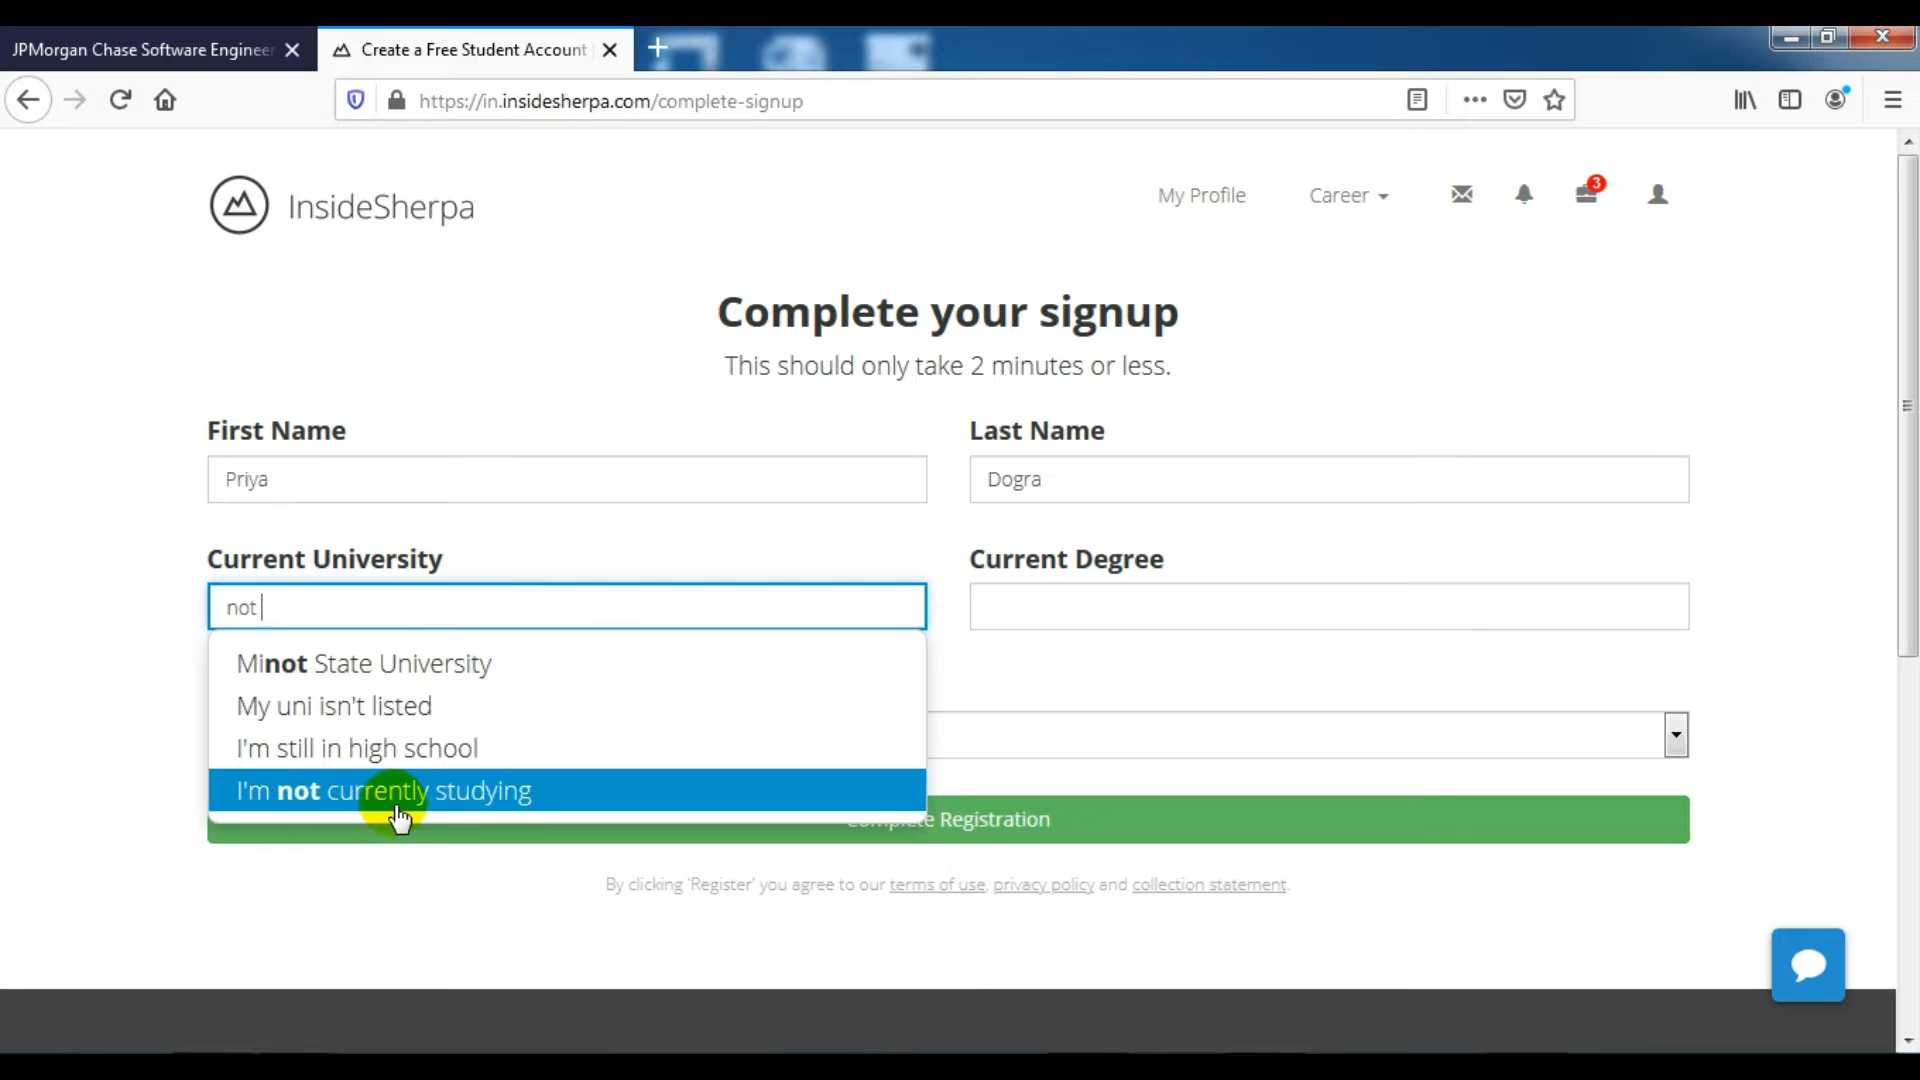 JPMorgan Chase Software Engineer
Create a Free Student Account
https://in.insidesherpa.com/complete-signup
InsideSherpa
My Profile
Career
3
Complete your signup
This should only take 2 minutes or less.
First Name
Last Name
Priya
Dogra
Current University
Current Degree
not
Minot State University
My uni isn't listed
I'm still in high school
I'm not currently studying
Complete Registration
By clicking 'Register' you agree to our terms of use, privacy policy and collection statement.